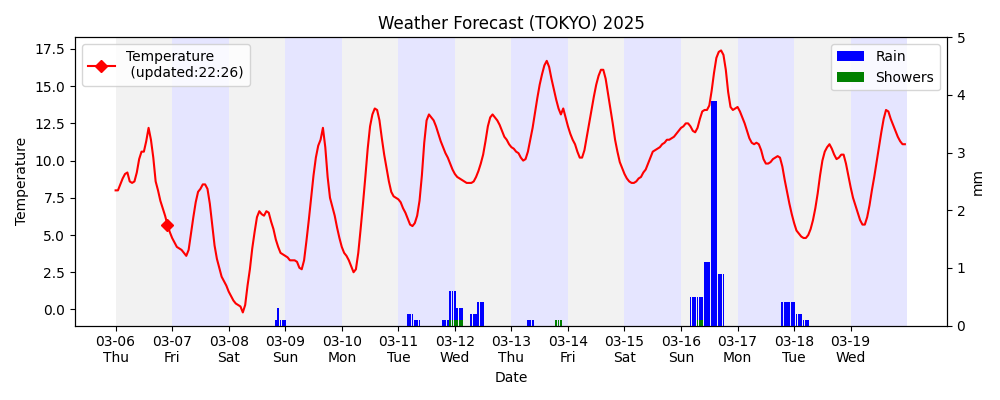 Weather Forecast (TOKYO) 2025
Temperature
(updated:22:26)
Rain
Showers
17.5
15.0
12.5
10.0
7.5
5.0
2.5
0.0
Temperature
5
4
3
2
1
0
mm
03-06 03-07 03-08 03-09 03-10 03-11 03-12 03-13 03-14 03-15 03-16 03-17 03-18 03-19
Thu Fri Sat Sun Mon Tue Wed Thu Fri Sat Sun Mon Tue Wed
Date